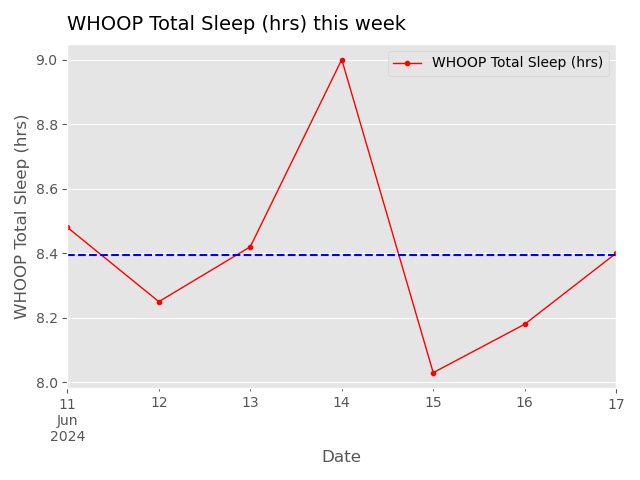 WHOOP Total Sleep (hrs) this week
WHOOP Total Sleep (hrs)
WHOOP Total Sleep (hrs)
9.0
8.8
8.6
8.4
8.2
8.0
11 12 13 14 15 16 17
Jun
2024
Date